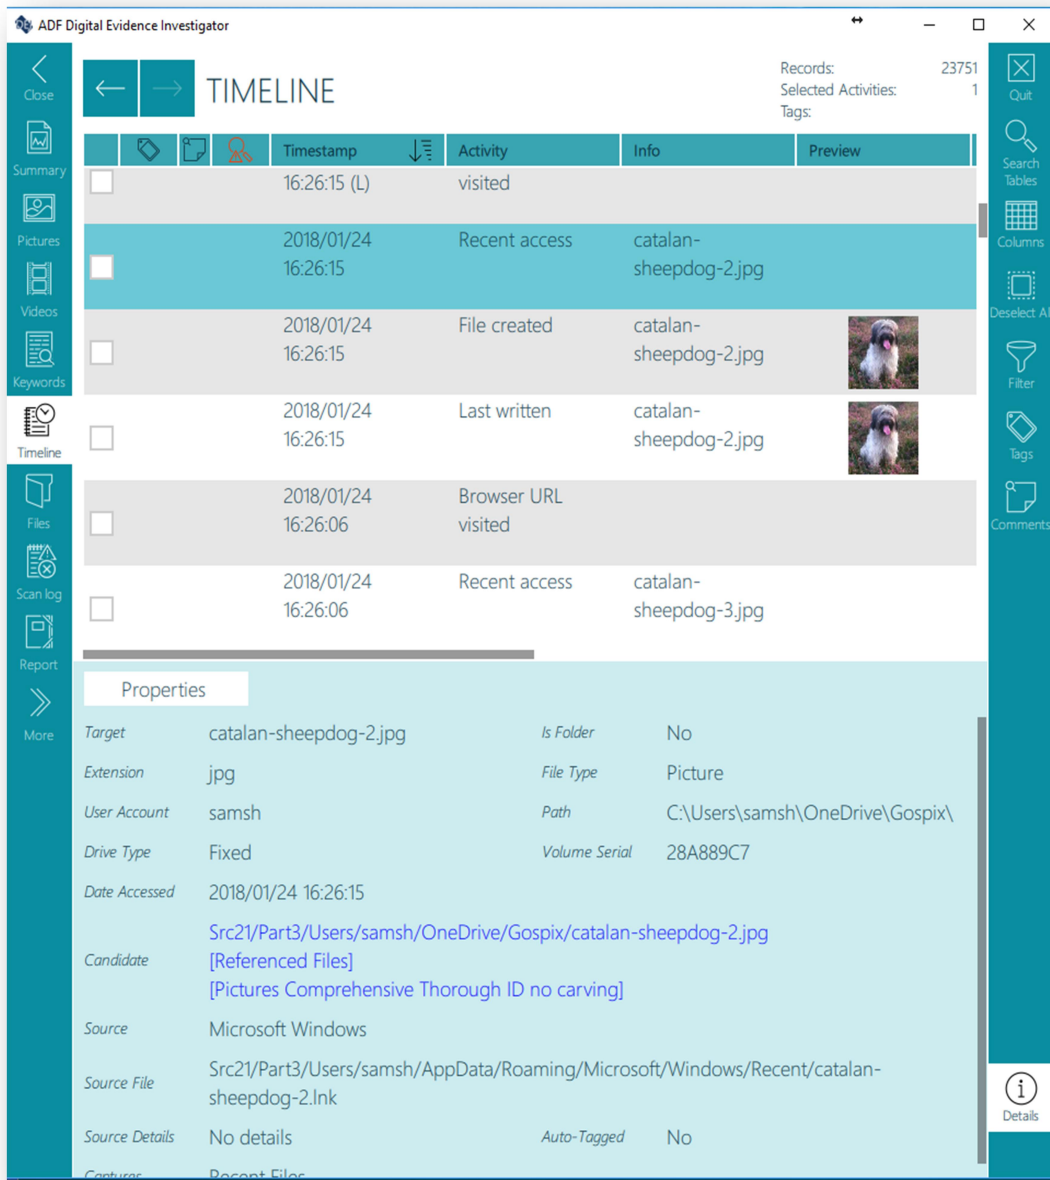 ADF Digital Evidence Investigator
Close
Summary
Pictures
Videos
Keywords
Timeline
Files
Scan log
Report
More
TIMELINE
Records: 23751
Selected Activities: 1
Tags:
Timestamp Activity Info Preview
16:26:15 (L) visited
2018/01/24 Recent access catalan-
16:26:15 sheepdog-2.jpg
2018/01/24 File created catalan-
16:26:15 sheepdog-2.jpg
2018/01/24 Last written catalan-
16:26:15 sheepdog-2.jpg
2018/01/24 Browser URL
16:26:06 visited
2018/01/24 Recent access catalan-
16:26:06 sheepdog-3.jpg
Properties
Target catalan-sheepdog-2.jpg Is Folder No
Extension jpg File Type Picture
User Account samsh Path C:\Users\samsh\OneDrive\Gospix\
Drive Type Fixed Volume Serial 28A889C7
Date Accessed 2018/01/24 16:26:15
Src21/Part3/Users/samsh/OneDrive/Gospix/catalan-sheepdog-2.jpg
Candidate [Referenced Files]
[Pictures Comprehensive Thorough ID no carving]
Source Microsoft Windows
Source File Src21/Part3/Users/samsh/AppData/Roaming/Microsoft/Windows/Recent/catalan-
sheepdog-2.lnk
Source Details No details Auto-Tagged No
Captures Recent Files
Quit
Search
Tables
Columns
Deselect Al
Filter
Tags
Comments
Details